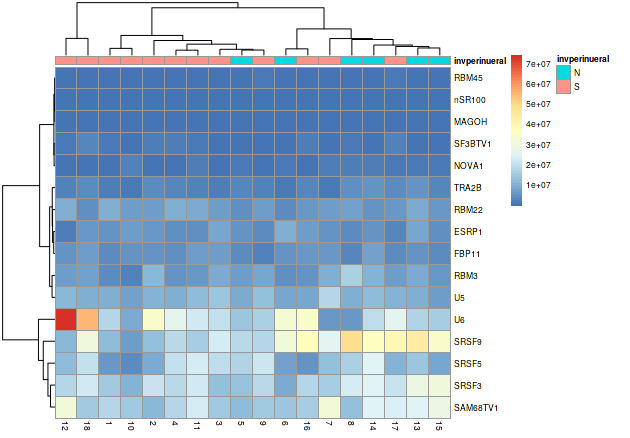 invperinueral
RBM45
nSR100
MAGOH
SF3BTV1
NOVA1
TRA2B
RBM22
ESRP1
FBP11
RBM3
U5
U6
SRSF9
SRSF5
SRSF3
SAM68TV1
12 18 1 10 2 4 11 3 5 9 6 16 7 8 14 17 13 15
7e+07
6e+07
5e+07
4e+07
3e+07
2e+07
1e+07
invperinueral
N
S